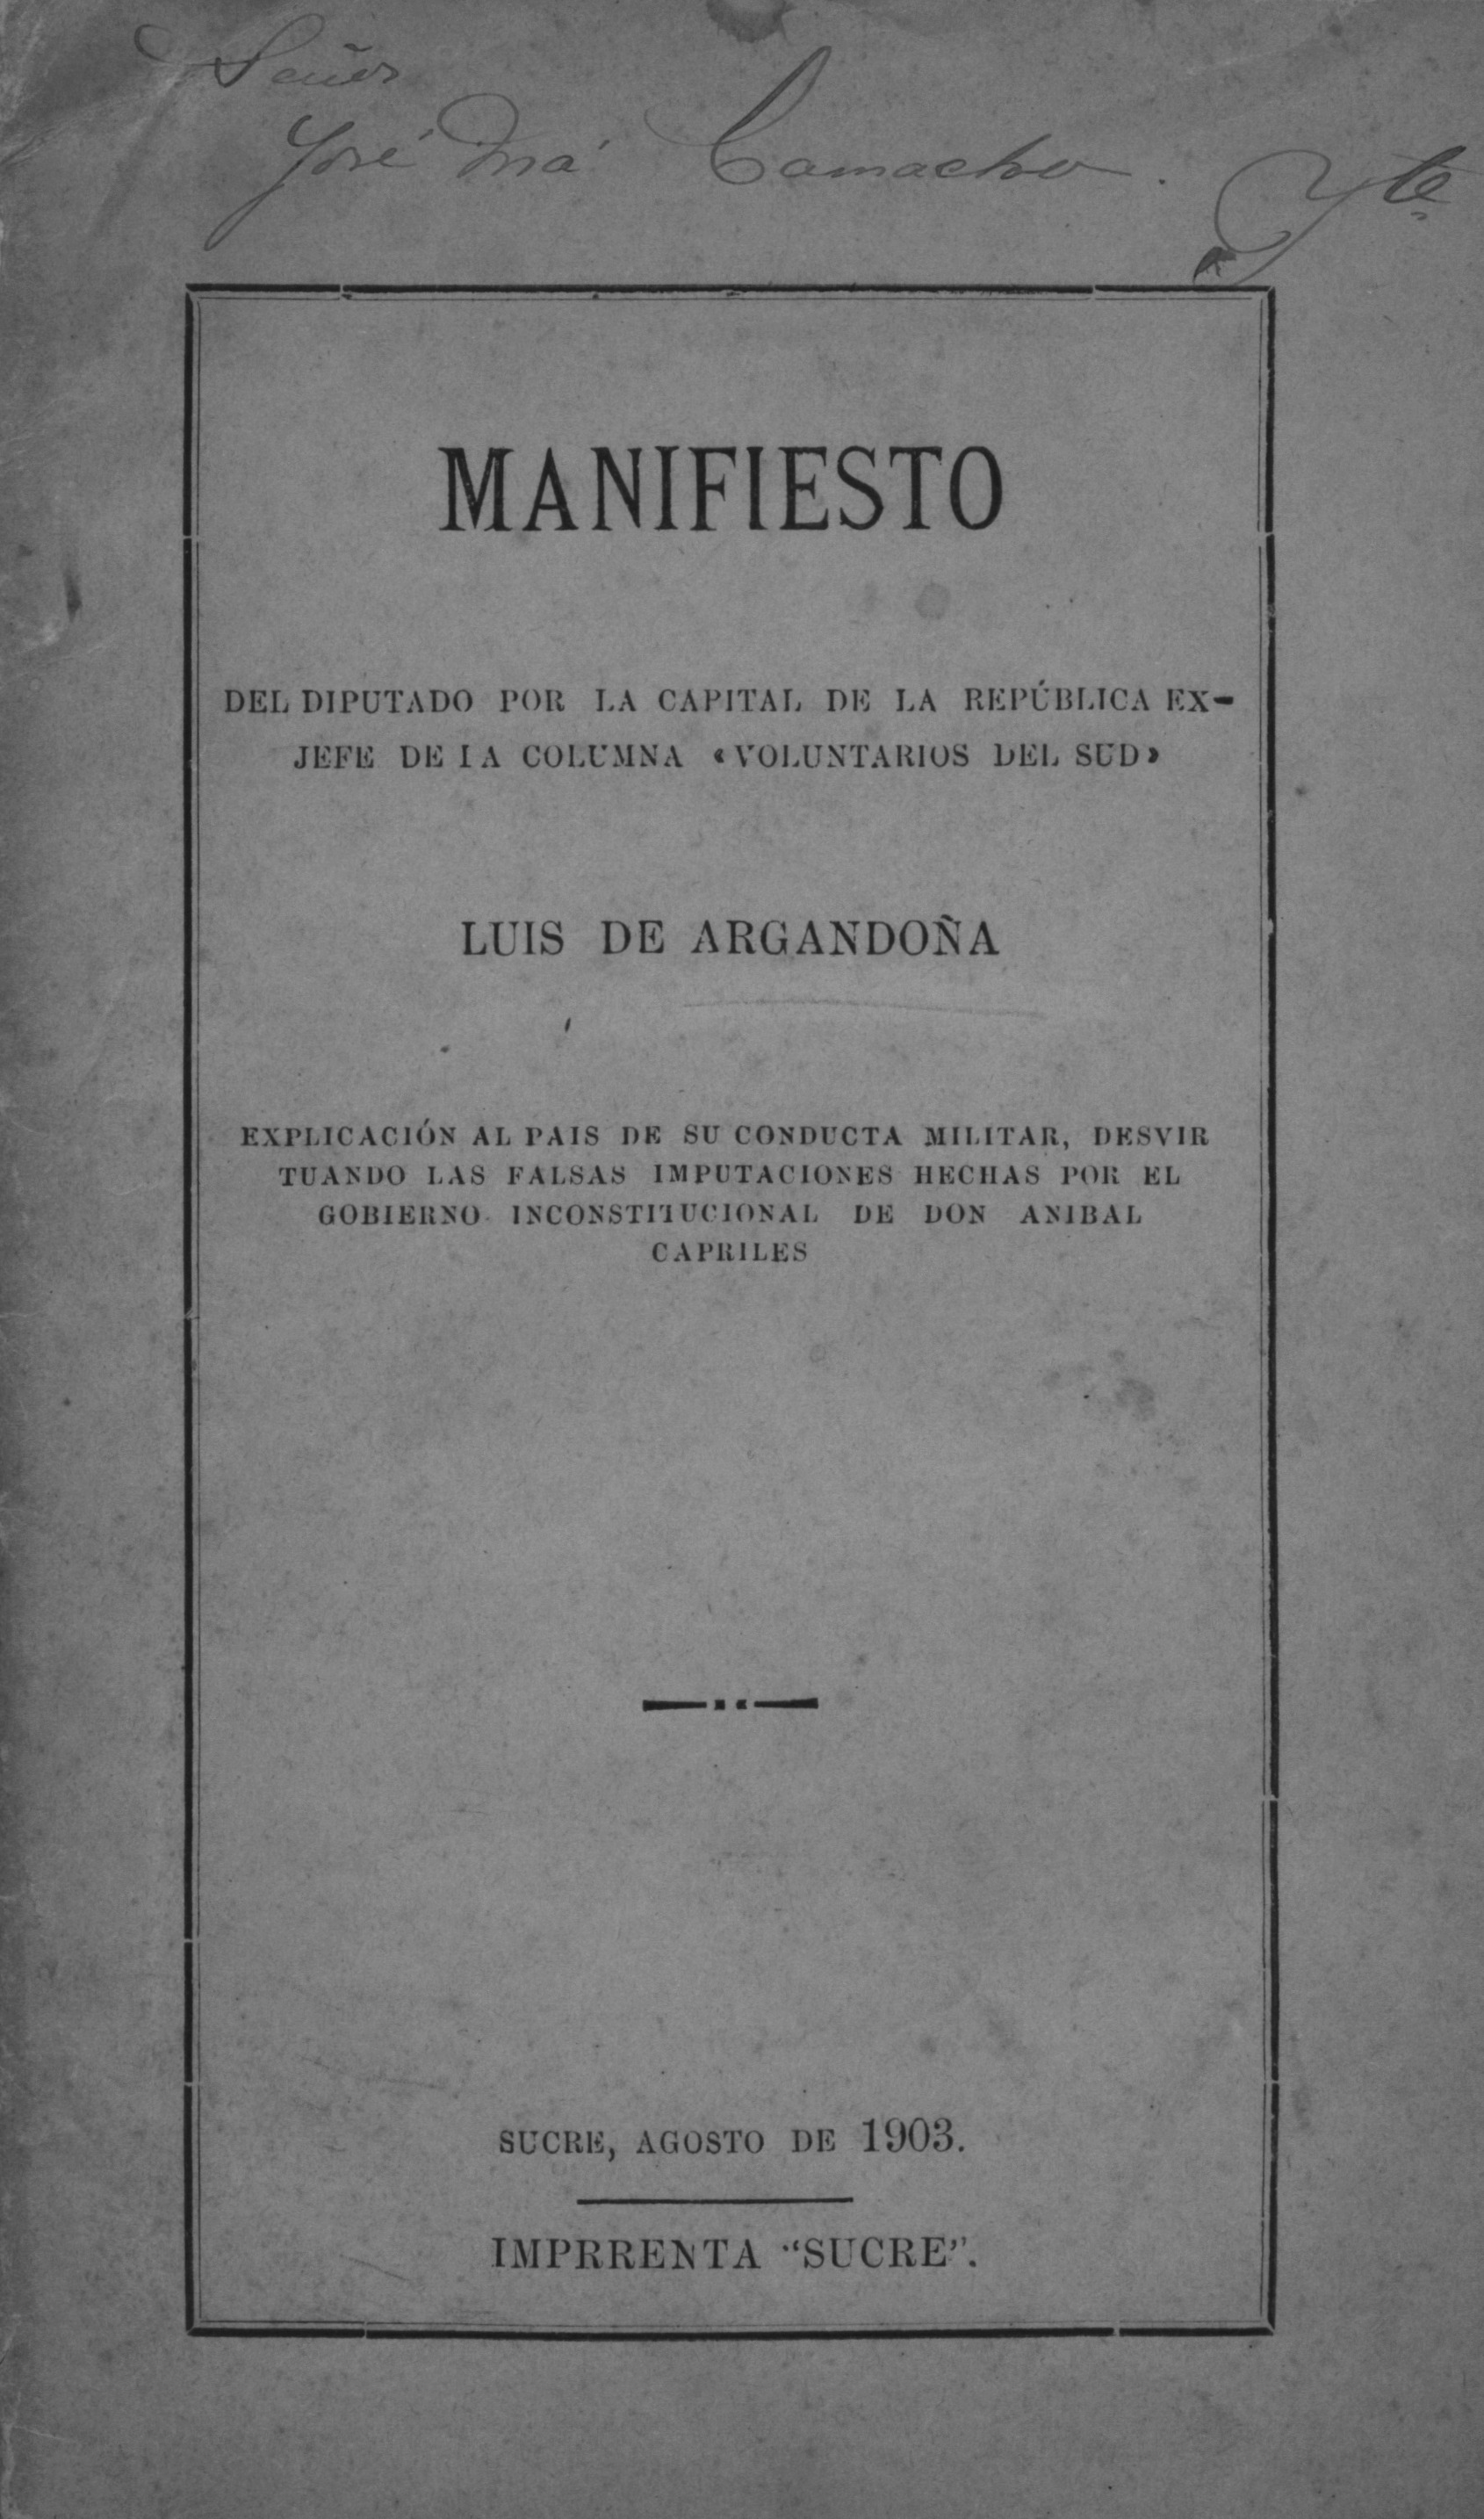 Señor
José Ma Camacho. Pte
MANIFIESTO
DEL DIPUTADO POR LA CAPITAL DE LA REPÚBLICA EX-
JEFE DE LA COLUMNA «VOLUNTARIOS DEL SUD»
LUIS DE ARGANDOÑA
EXPLICACIÓN AL PAIS DE SU CONDUCTA MILITAR, DESVIR
TUANDO LAS FALSAS IMPUTACIONES HECHAS POR EL
GOBIERNO INCONSTITUCIONAL DE DON ANIBAL
CAPRILES
SUCRE, AGOSTO DE 1903.
IMPRRENTA "SUCRE".